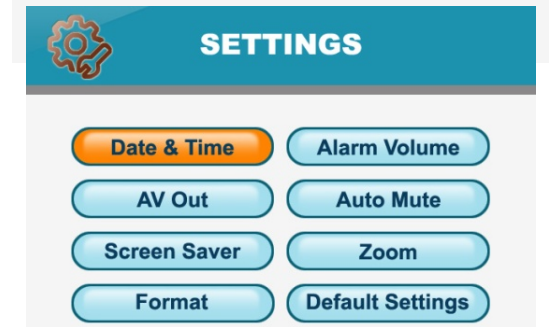 SETTINGS
Date & Time
Alarm Volume
AV Out
Auto Mute
Screen Saver
Zoom
Format
Default Settings